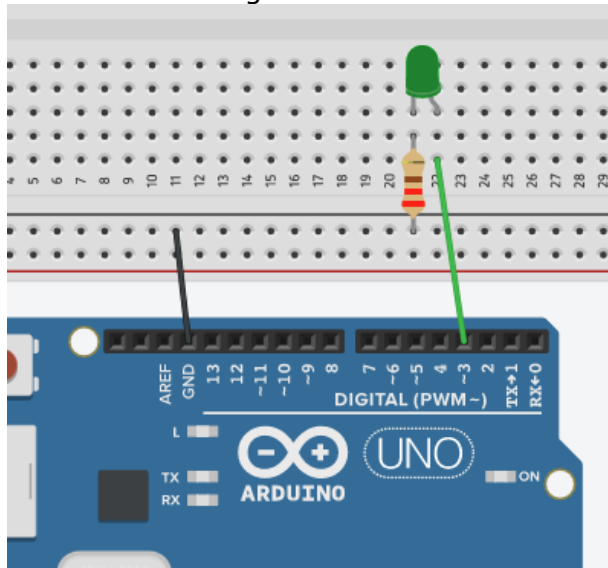 4 5 6 7 8 9 10 11 12 13 14 15 16 17 18 19 20 22 23 24 25 26 27 28 29
AREF GND 13 12 ~11 ~10 ~9 8 7 ~6 ~5 4 ~3 2 TX→1 RX←0
DIGITAL (PWM ~)
L
TX
RX
ARDUINO
UNO
ON